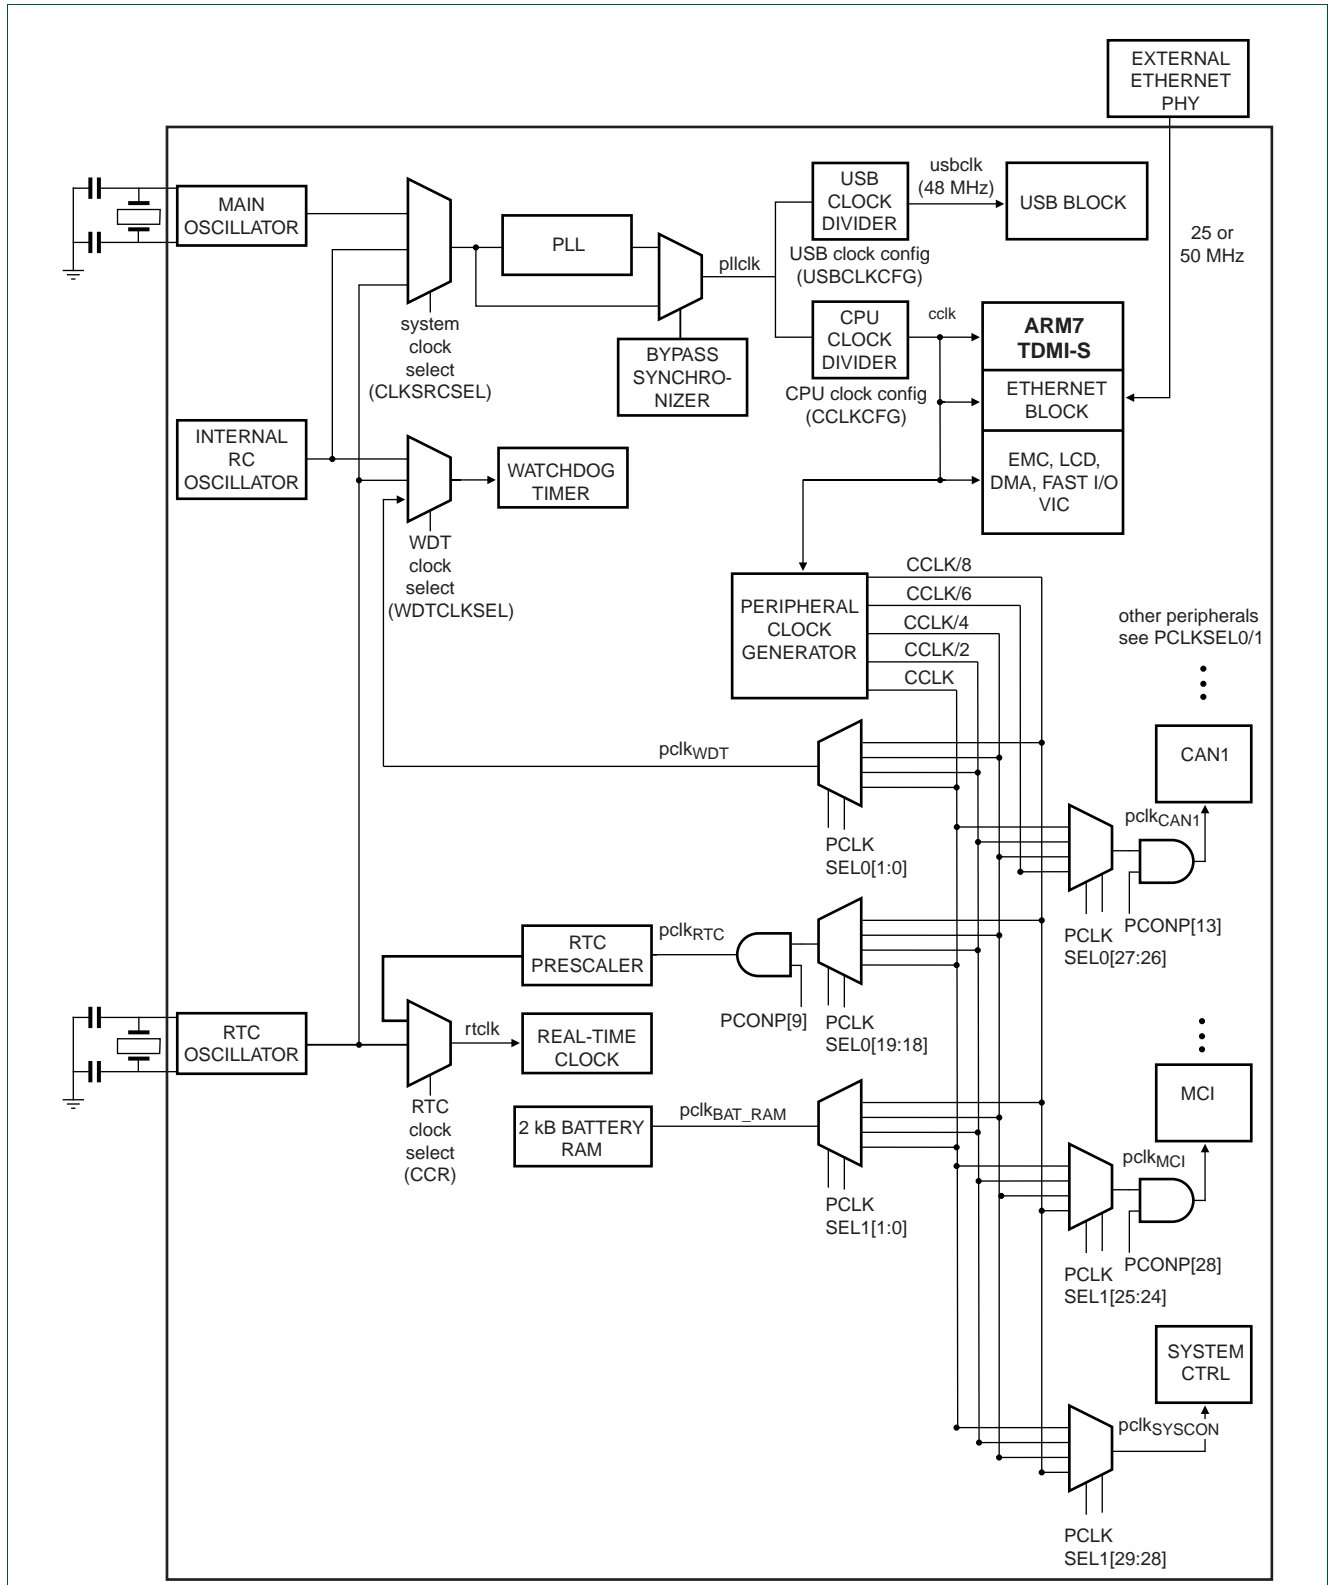 EXTERNAL
ETHERNET
PHY
MAIN
OSCILLATOR
PLL
USB
CLOCK
DIVIDER
usbclk
(48 MHz)
USB BLOCK
25 or
50 MHz
USB clock config
(USBCLKCFG)
pllclk
system
clock
select
(CLKSRCSEL)
BYPASS
SYNCHRO-
NIZER
CPU
CLOCK
DIVIDER
cclk
CPU clock config
(CCLKCFG)
ARM7
TDMI-S
ETHERNET
BLOCK
EMC, LCD,
DMA, FAST I/O
VIC
INTERNAL
RC
OSCILLATOR
WATCHDOG
TIMER
WDT
clock
select
(WDTCLKSEL)
PERIPHERAL
CLOCK
GENERATOR
CCLK/8
CCLK/6
CCLK/4
CCLK/2
CCLK
other peripherals
see PCLKSEL0/1
pclkWDT
PCLK
SEL0[1:0]
CAN1
pclkCAN1
PCONP[13]
PCLK
SEL0[27:26]
RTC
PRESCALER
pclkRTC
PCONP[9]
PCLK
SEL0[19:18]
RTC
OSCILLATOR
rtclk
REAL-TIME
CLOCK
RTC
clock
select
(CCR)
2 kB BATTERY
RAM
pclkBAT_RAM
PCLK
SEL1[1:0]
MCI
pclkMCI
PCONP[28]
PCLK
SEL1[25:24]
SYSTEM
CTRL
pclkSYSCON
PCLK
SEL1[29:28]